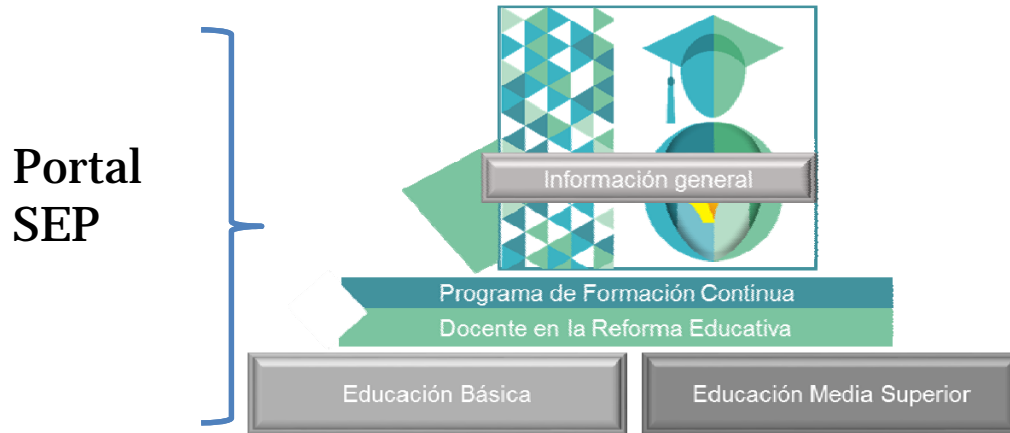 Portal
SEP
Información general
Programa de Formación Continua
Docente en la Reforma Educativa
Educación Básica
Educación Media Superior